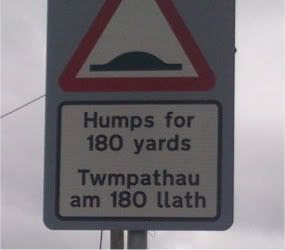 Humps for
180 yards
Twmpathau
am 180 llath